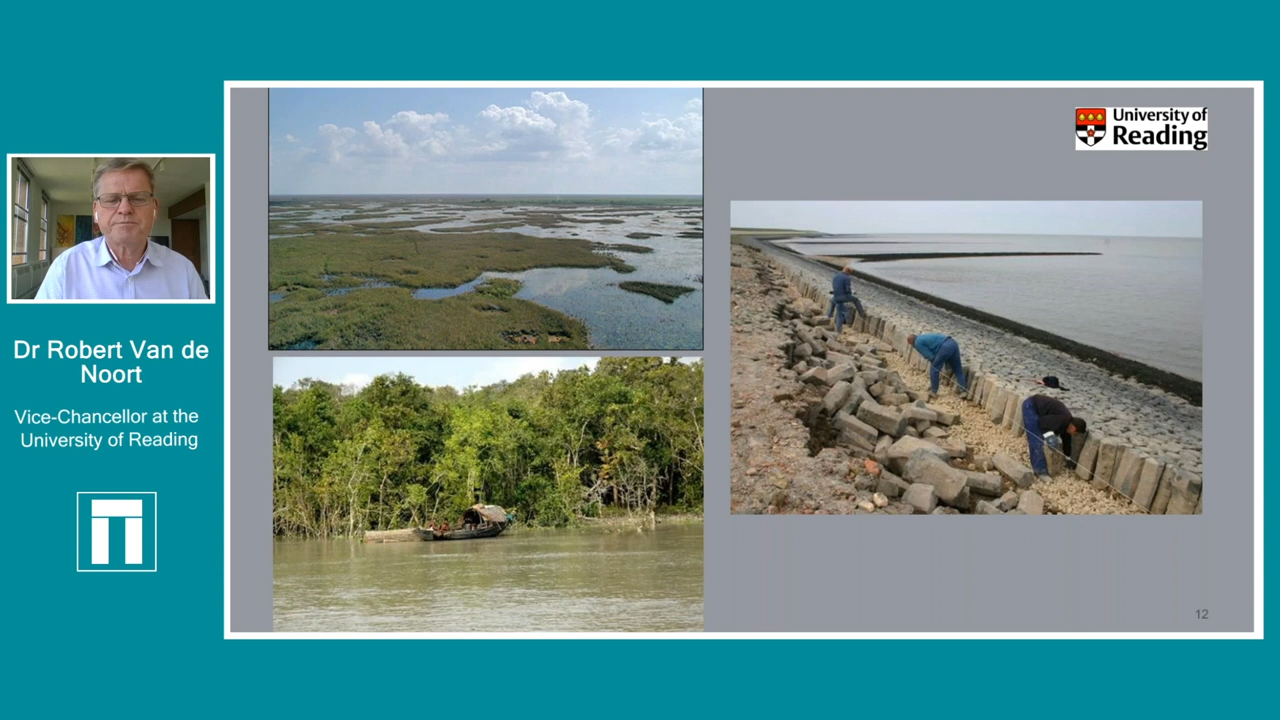 Dr Robert Van de
Noort
Vice-Chancellor at the
University of Reading
University of
Reading
12